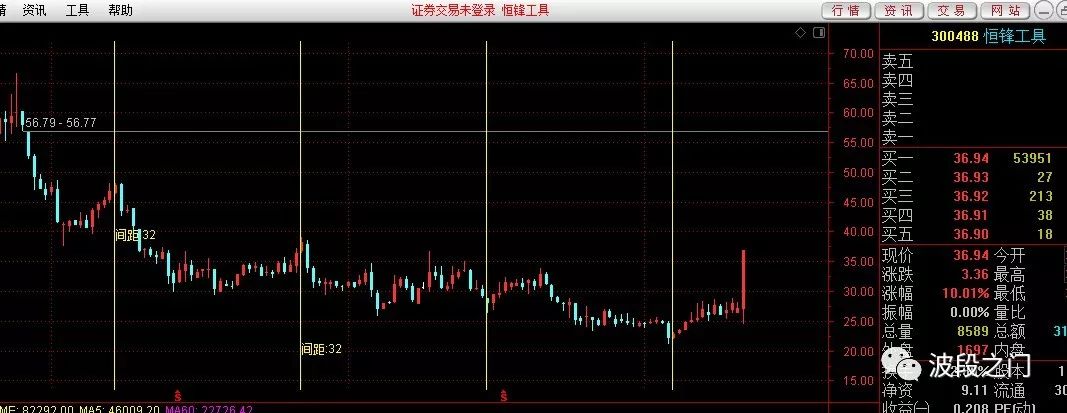 资讯 工具 帮助 证券交易未登录 恒锋工具 行情 资讯 交易 网站
300488 恒锋工具
70.00
65.00
60.00
55.00
50.00
45.00
40.00
35.00
30.00
25.00
20.00
15.00
56.79 - 56.77
间距:32
间距:32
卖五
卖四
卖三
卖二
卖一
买一 36.94 53951
买二 36.93 27
买三 36.92 213
买四 36.91 38
买五 36.90 18
现价 36.94 今开
涨跌 3.36 最高
涨幅 10.01% 最低
振幅 0.00% 量比
总量 8589 总额 31
外盘 1697 内盘
股本 1
净资 9.11 流通 30
收益(一) 1.208 PE(动)
波段之门
S
S
82292.00 MA5: 46009.20 MA60: 22726.42